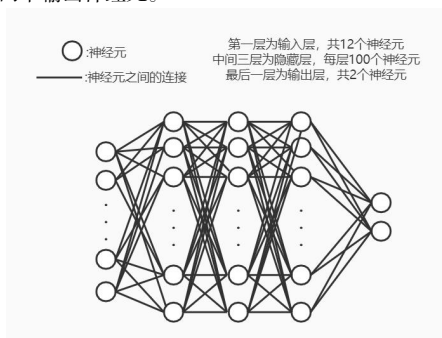 :神经元
:神经元之间的连接
第一层为输入层，共12个神经元
中间三层为隐藏层，每层100个神经元
最后一层为输出层，共2个神经元